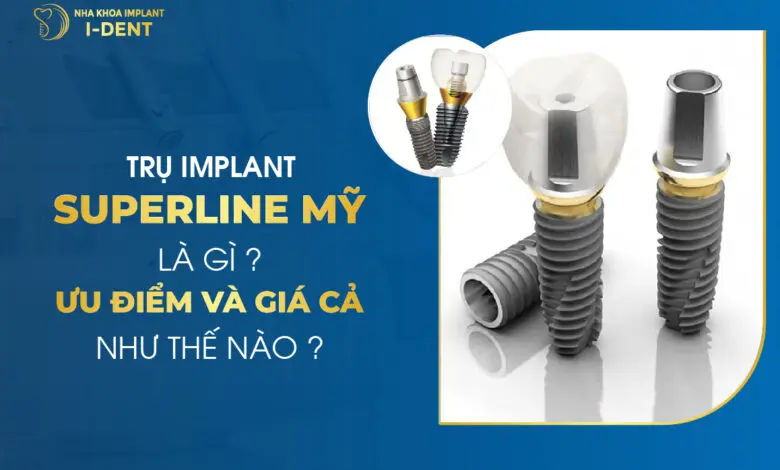 NHA KHOA IMPLANT
I-DENT
TRỤ IMPLANT
SUPERLINE MỸ
LÀ GÌ ?
ƯU ĐIỂM VÀ GIÁ CẢ
NHƯ THẾ NÀO ?